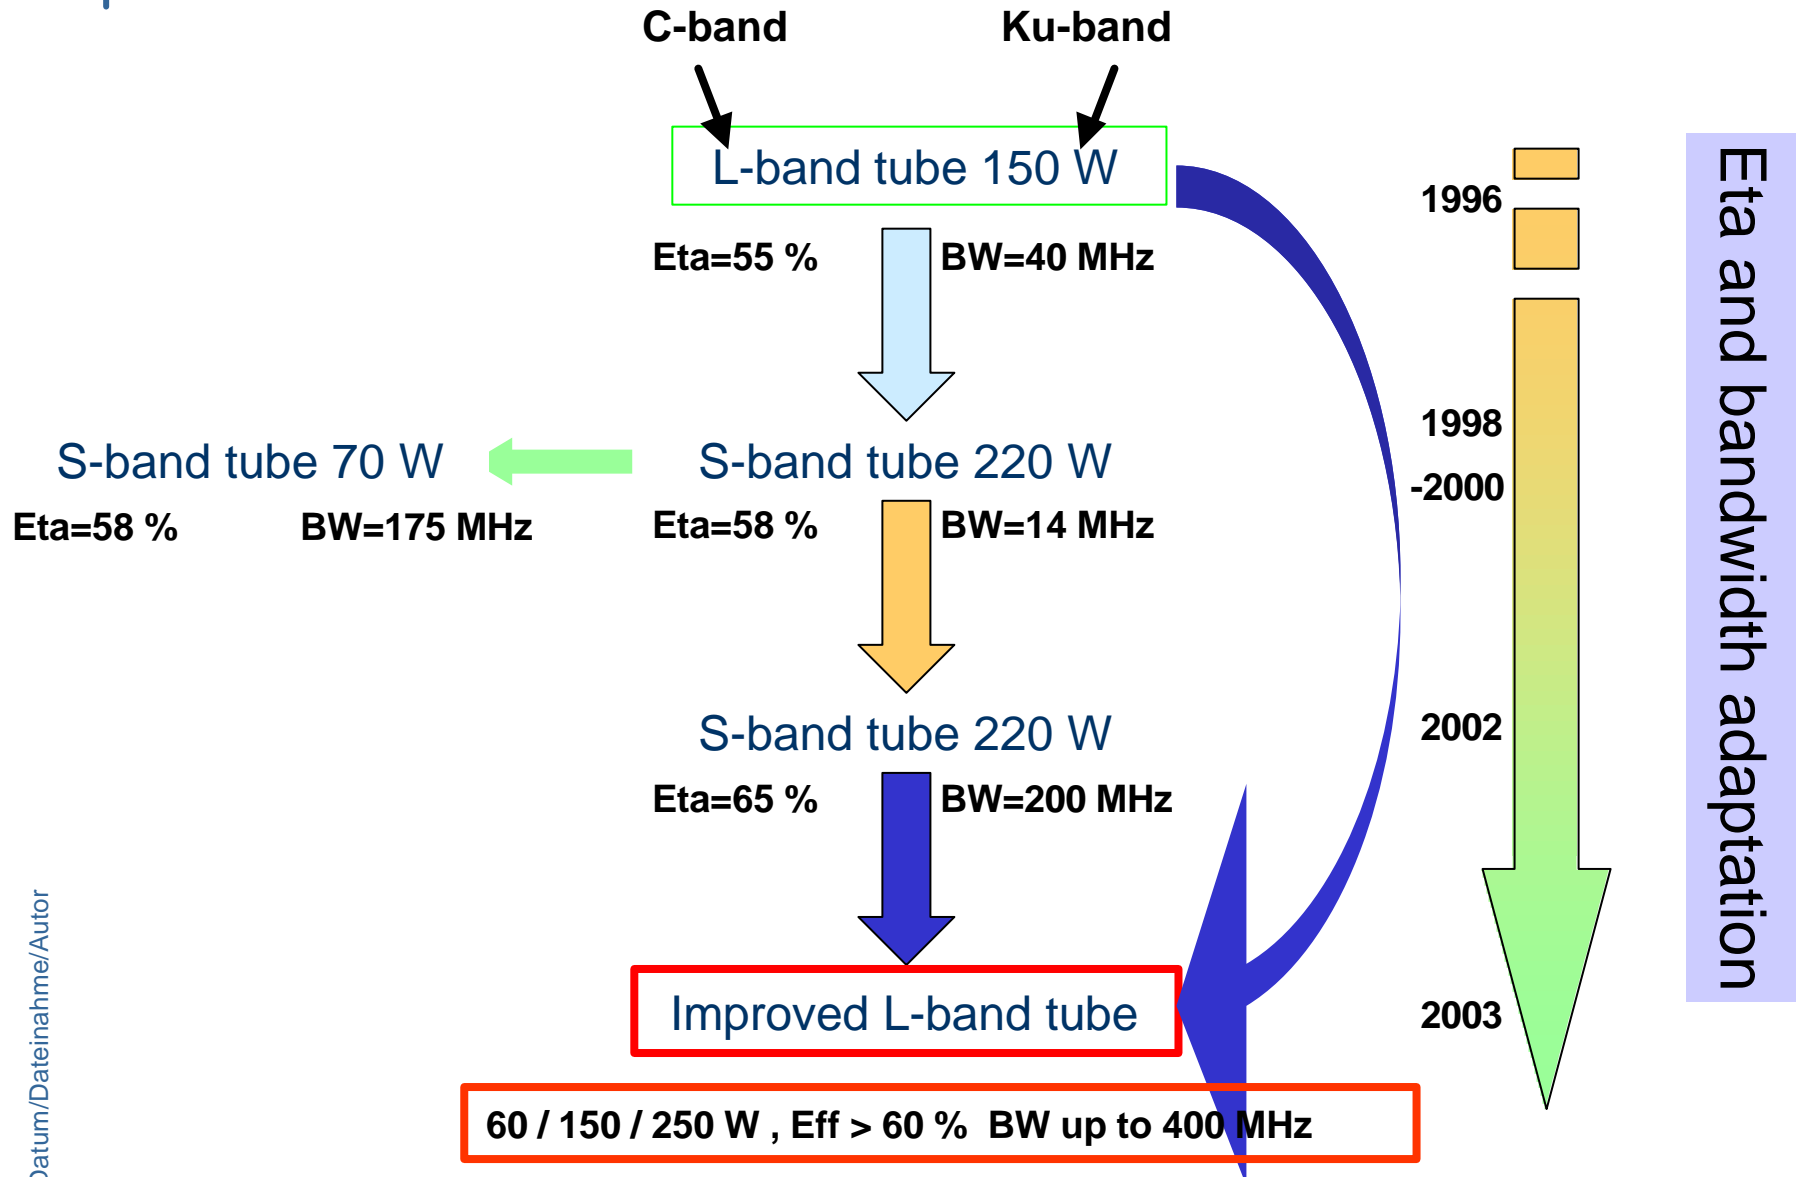 C-band
Ku-band
L-band tube 150 W
1996
Eta=55 %
BW=40 MHz
1998
S-band tube 70 W
S-band tube 220 W
-2000
Eta=58 %
BW=175 MHz
Eta=58 %
BW=14 MHz
S-band tube 220 W
2002
Eta=65 %
BW=200 MHz
Improved L-band tube
2003
60 / 150 / 250 W , Eff > 60 %  BW up to 400 MHz
Eta and bandwidth adaptation
Datum/Dateinahme/Autor